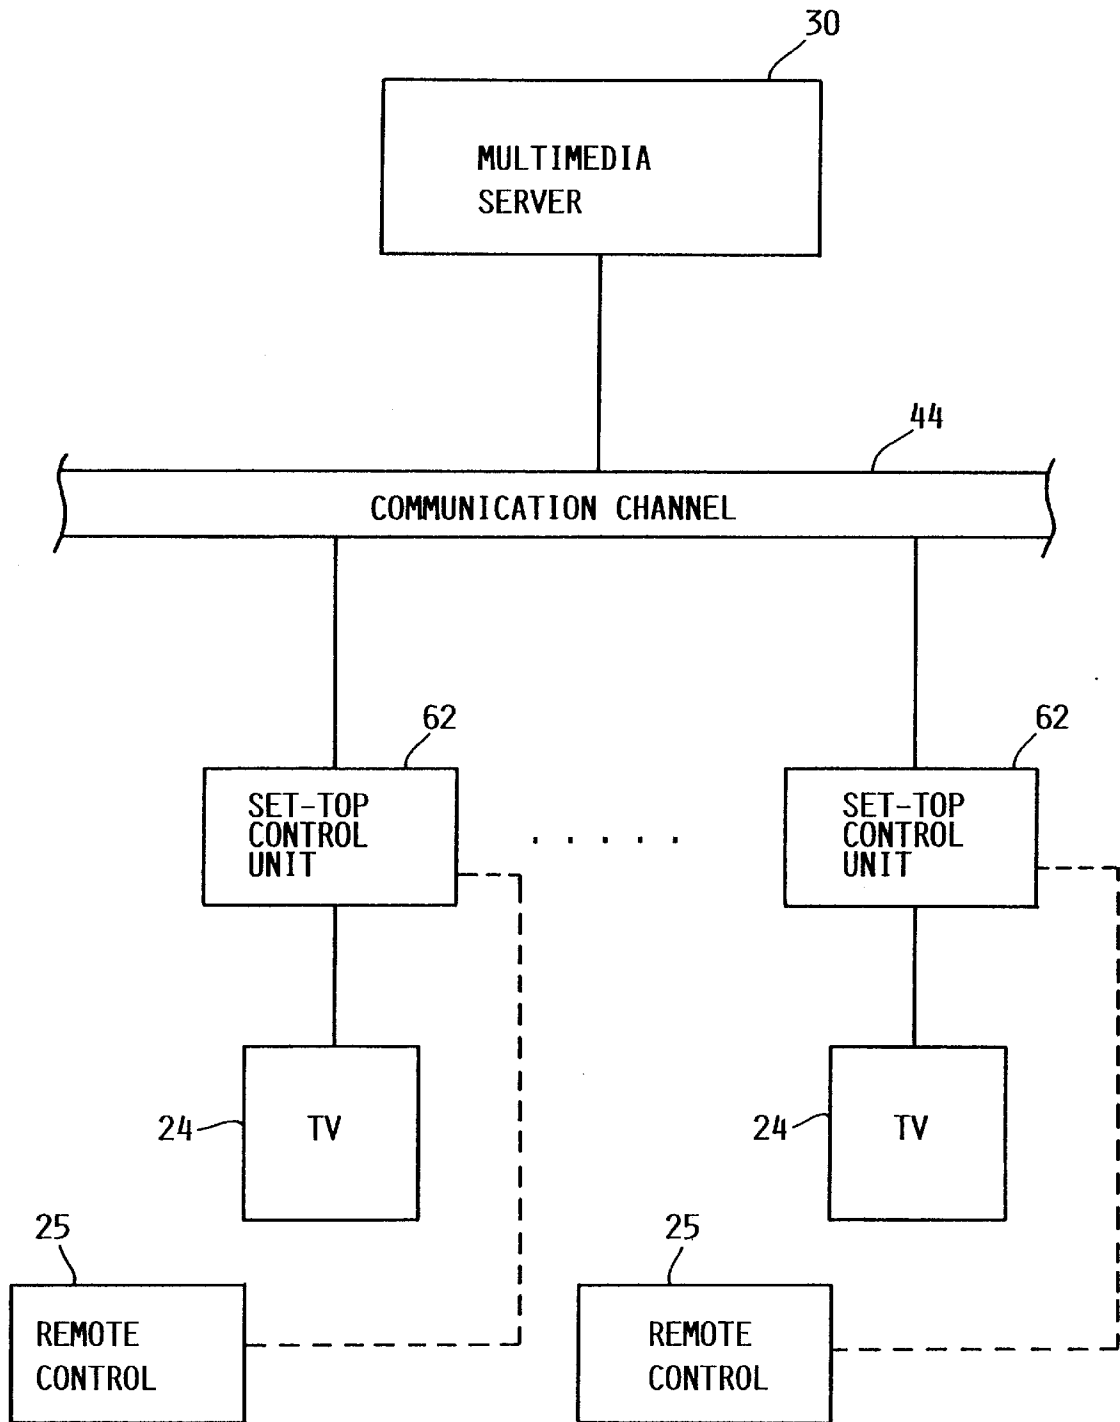 30
MULTIMEDIA
SERVER
44
COMMUNICATION CHANNEL
62
62
SET-TOP
CONTROL
UNIT
. . . . .
SET-TOP
CONTROL
UNIT
24
TV
24
TV
25
25
REMOTE
CONTROL
REMOTE
CONTROL